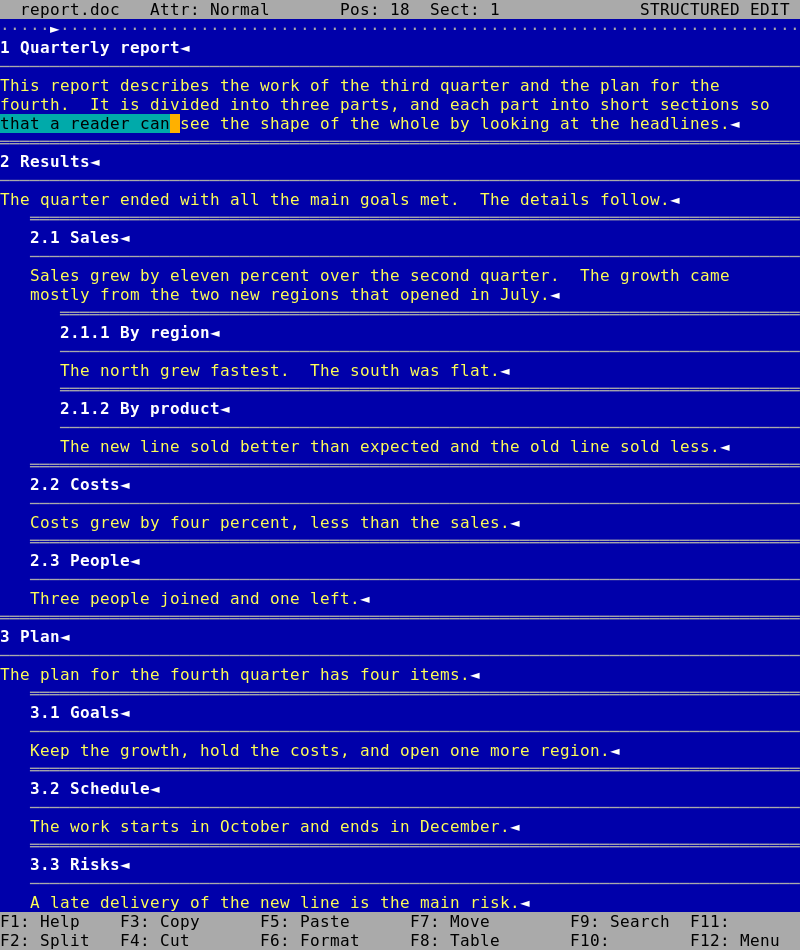 report.doc   Attr: Normal       Pos: 18  Sect: 1              STRUCTURED EDIT
1 Quarterly report◄
This report describes the work of the third quarter and the plan for the
fourth.  It is divided into three parts, and each part into short sections so
that a reader can see the shape of the whole by looking at the headlines.◄
2 Results◄
The quarter ended with all the main goals met.  The details follow.◄
2.1 Sales◄
Sales grew by eleven percent over the second quarter.  The growth came
mostly from the two new regions that opened in July.◄
2.1.1 By region◄
The north grew fastest.  The south was flat.◄
2.1.2 By product◄
The new line sold better than expected and the old line sold less.◄
2.2 Costs◄
Costs grew by four percent, less than the sales.◄
2.3 People◄
Three people joined and one left.◄
3 Plan◄
The plan for the fourth quarter has four items.◄
3.1 Goals◄
Keep the growth, hold the costs, and open one more region.◄
3.2 Schedule◄
The work starts in October and ends in December.◄
3.3 Risks◄
A late delivery of the new line is the main risk.◄
F1: Help    F3: Copy      F5: Paste      F7: Move        F9: Search  F11:
F2: Split   F4: Cut       F6: Format     F8: Table       F10:        F12: Menu